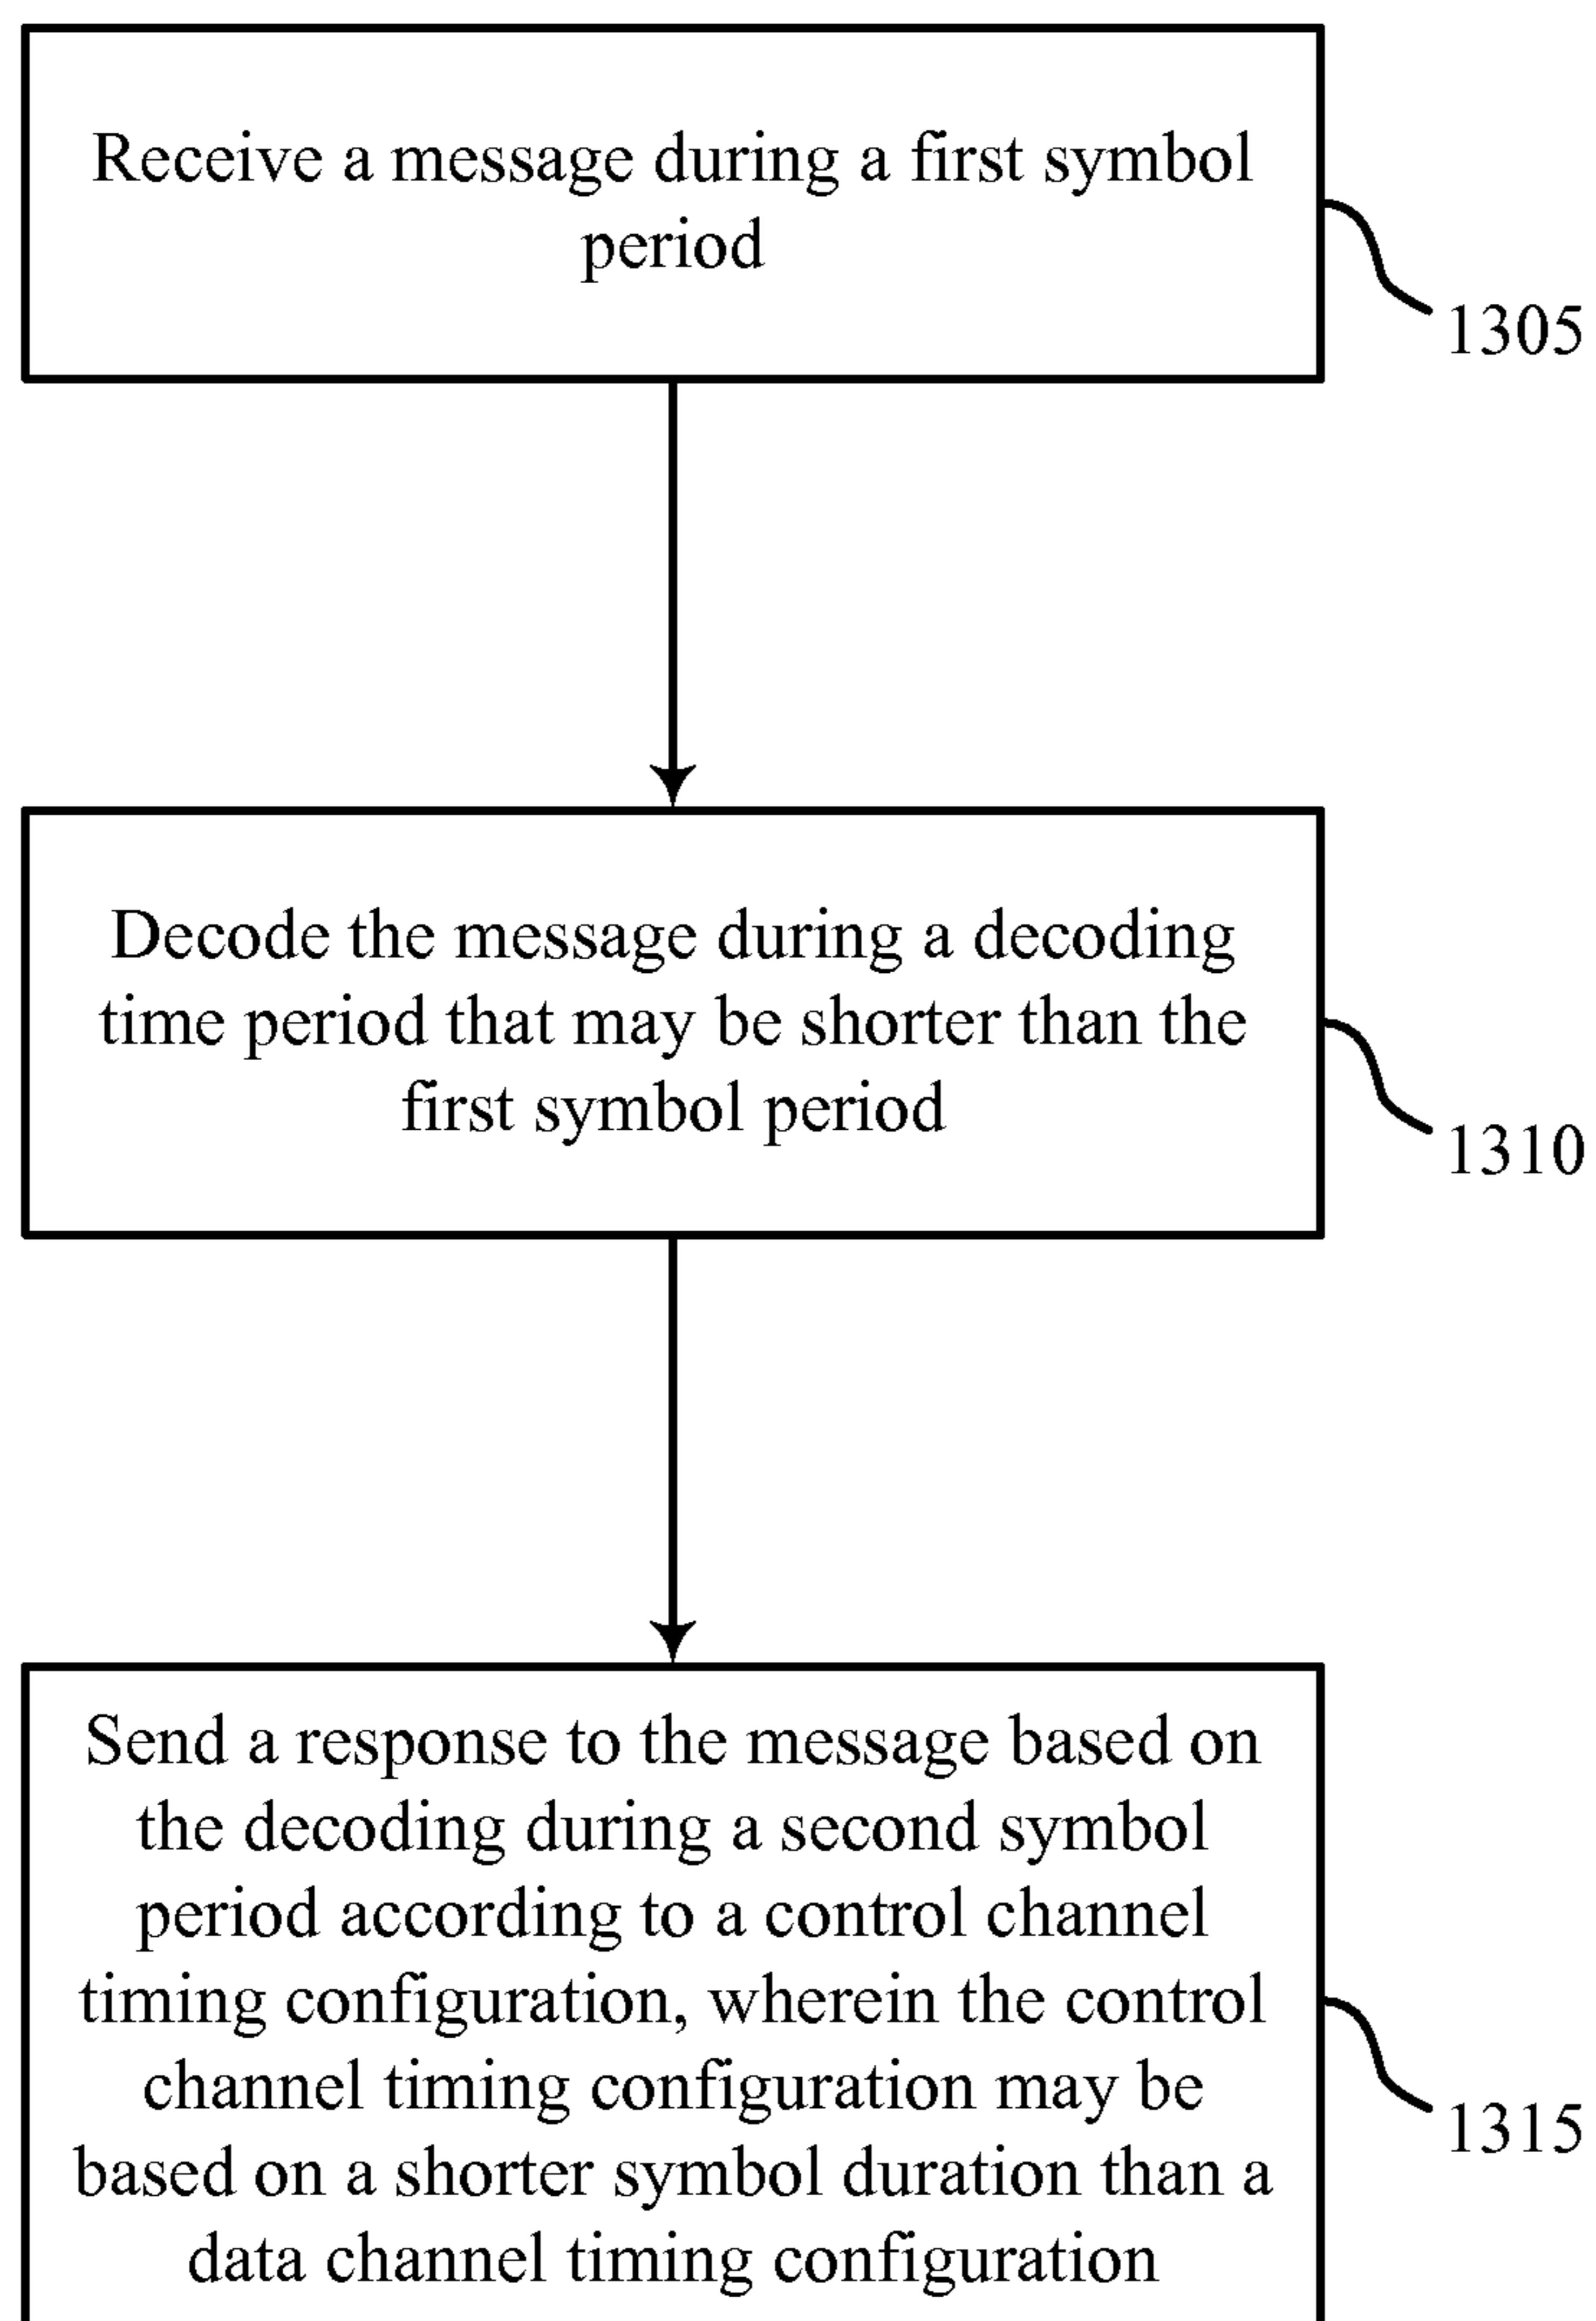 Receive a message during a first symbol
period
1305
Decode the message during a decoding
time period that may be shorter than the
first symbol period
1310
Send a response to the message based on
the decoding during a second symbol
period according to a control channel
timing configuration, wherein the control
channel timing configuration may be
based on a shorter symbol duration than a
data channel timing configuration
1315